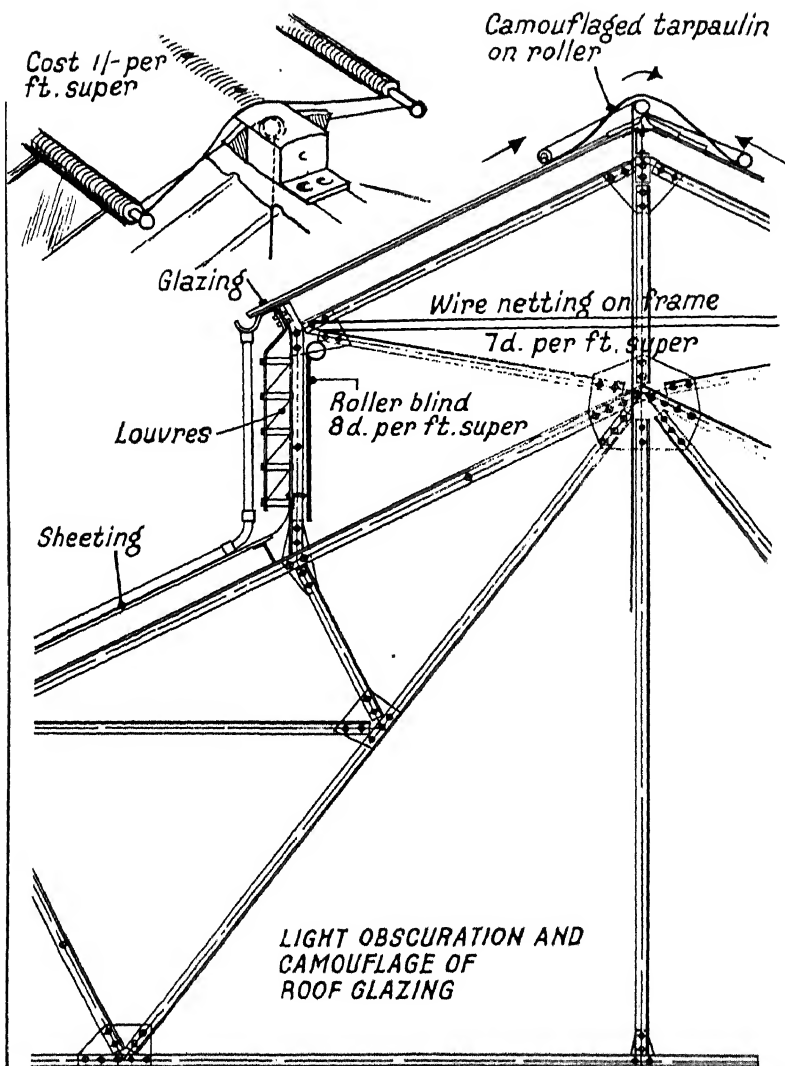 Cost 1/- per
ft. super
Camouflaged tarpaulin
on roller
Glazing
Wire netting on frame
7d. per ft. super
Roller blind
8d. per ft. super
Louvres
Sheeting
LIGHT OBSCURATION AND
CAMOUFLAGE OF
ROOF GLAZING